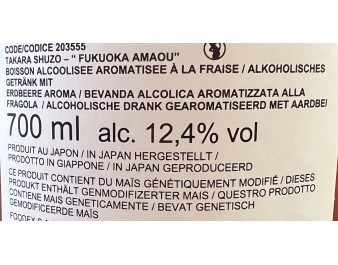 CODE/CODICE 203555
TAKARA SHUZO – " FUKUOKA AMAOU"
BOISSON ALCOOLISEE AROMATISEE À LA FRAISE / ALKOHOLISCHES
GETRÄNK MIT
ERDBEERE AROMA / BEVANDA ALCOLICA AROMATIZZATA ALLA
FRAGOLA / ALCOHOLISCHE DRANK GEAROMATISEERD MET AARDBEI
700 ml alc. 12,4% vol
PRODUIT AU JAPON / IN JAPAN HERGESTELLT /
PRODOTTO IN GIAPPONE / IN JAPAN GEPRODUCEERD
CE PRODUIT CONTIENT DU MAÏS GÉNÉTIQUEMENT MODIFIÉ / DIESES
PRODUKT ENTHÄLT GENMODIFIZERTER MAIS / QUESTRO PRODOTTO
CONTIENE MAIS GENETICAMENTE / BEVAT GENETISCH
GEMODIFICEERDE MAÏS